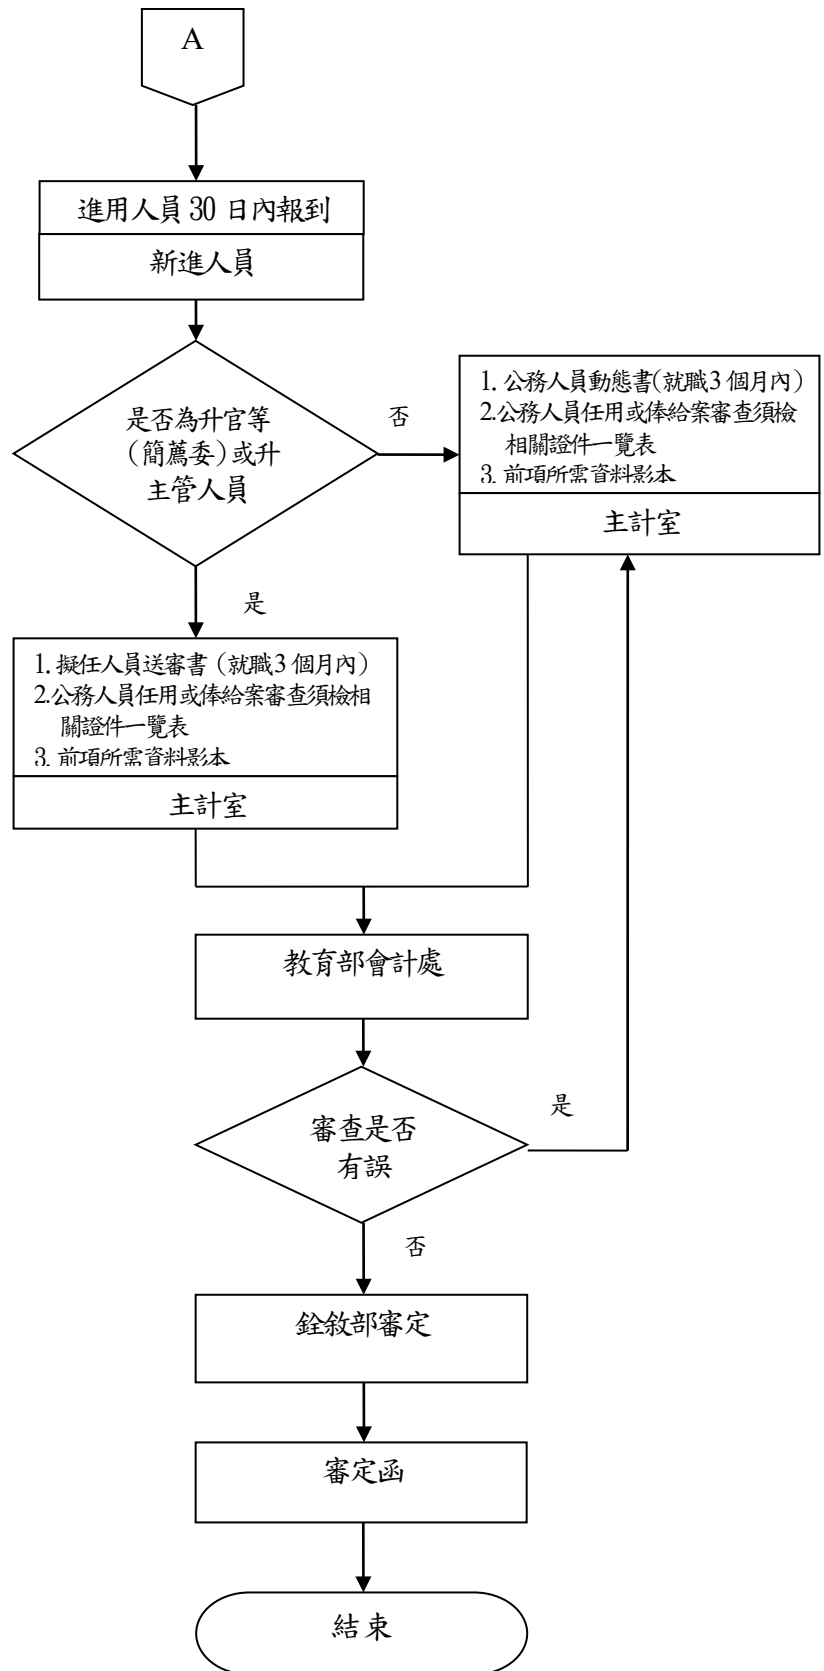 A
進用人員 30 日內報到
新進人員
是否為升官等
（簡薦委）或升
主管人員
否
1. 公務人員動態書（就職 3 個月內）
2.公務人員任用或俸給案審查須檢
相關證件一覽表
3. 前項所需資料影本
主計室
是
1. 擬任人員送審書（就職 3 個月內）
2.公務人員任用或俸給案審查須檢相
關證件一覽表
3. 前項所需資料影本
主計室
教育部會計處
審查是否
有誤
是
否
銓敘部審定
審定函
結束